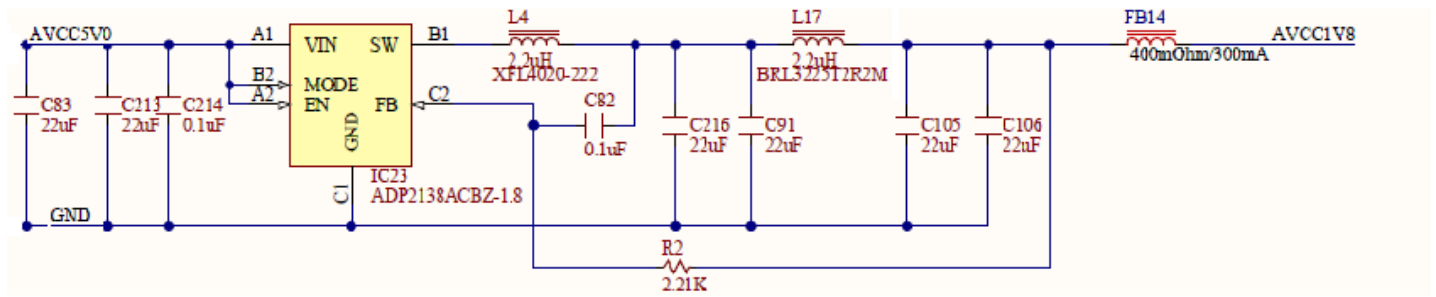 AVCC5V0
A1
VIN
SW
B1
L4
2.2uH
XFL4020-222
L17
2.2uH
BRL3225T2R2M
FB14
400mOhm/300mA
AVCC1V8
B2
MODE
A2
EN
FB
C2
GND
C1
C83
22uF
C213
22uF
C214
0.1uF
C82
0.1uF
C216
22uF
C91
22uF
C105
22uF
C106
22uF
IC23
ADP2138ACBZ-1.8
GND
R2
2.21K